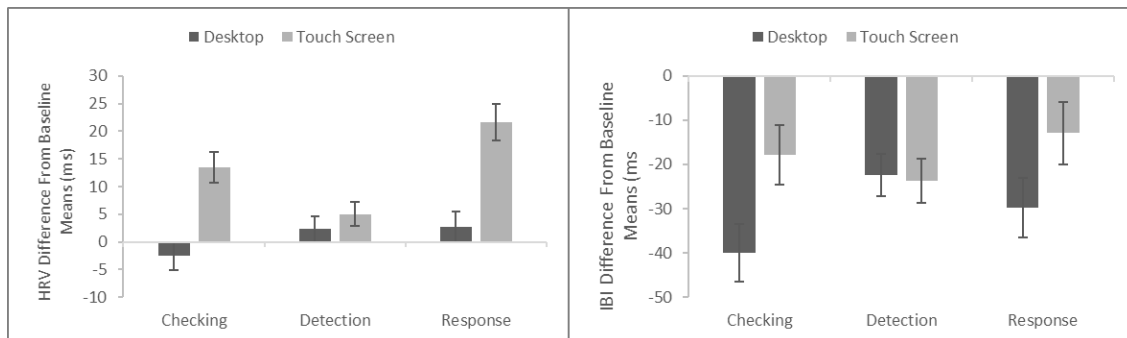 Desktop Touch Screen
HRV Difference From Baseline
Means (ms)
30
25
20
15
10
5
0
-5
-10
Checking Detection Response
Desktop Touch Screen
IBI Difference From Baseline
Means (ms
0
-10
-20
-30
-40
-50
Checking Detection Response